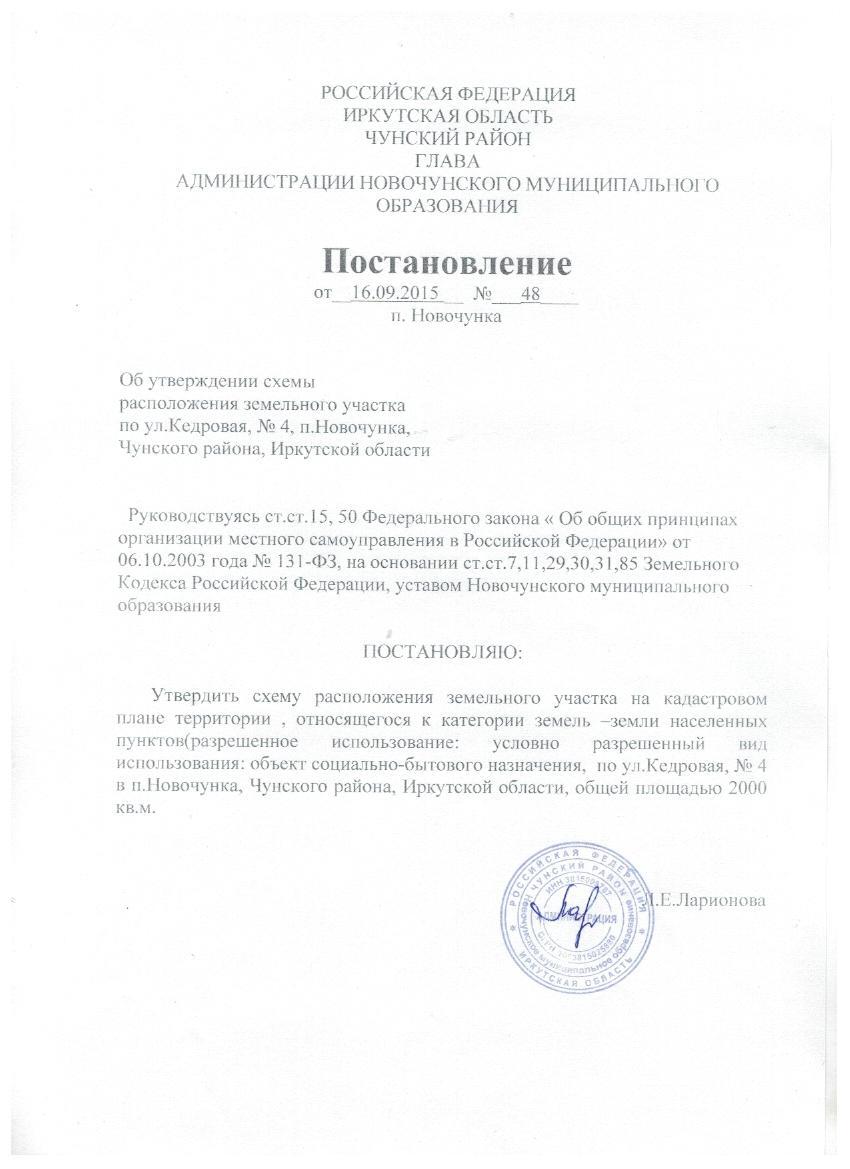 РОССИЙСКАЯ ФЕДЕРАЦИЯ
ИРКУТСКАЯ ОБЛАСТЬ
ЧУНСКИЙ РАЙОН
ГЛАВА
АДМИНИСТРАЦИИ НОВОЧУНСКОГО МУНИЦИПАЛЬНОГО
ОБРАЗОВАНИЯ
Постановление
от 16.09.2015 № 48
п. Новочунка
Об утверждении схемы
расположения земельного участка
по ул.Кедровая, № 4, п.Новочунка,
Чунского района, Иркутской области
Руководствуясь ст.ст.15, 50 Федерального закона « Об общих принципах
организации местного самоуправления в Российской Федерации» от
06.10.2003 года № 131-ФЗ, на основании ст.ст.7,11,29,30,31,85 Земельного
Кодекса Российской Федерации, уставом Новочунского муниципального
образования
ПОСТАНОВЛЯЮ:
Утвердить схему расположения земельного участка на кадастровом
плане территории , относящегося к категории земель –земли населенных
пунктов(разрешенное использование: условно разрешенный вид
использования: объект социально-бытового назначения, по ул.Кедровая, № 4
в п.Новочунка, Чунского района, Иркутской области, общей площадью 2000
кв.м.
Л.Е.Ларионова
РОССИЙСКАЯ ФЕДЕРАЦИЯ
ИРКУТСКАЯ ОБЛАСТЬ
ЧУНСКИЙ РАЙОН
Новочунское муниципальное образование
ИНН
АДМИНИСТРАЦИЯ
ОГРН